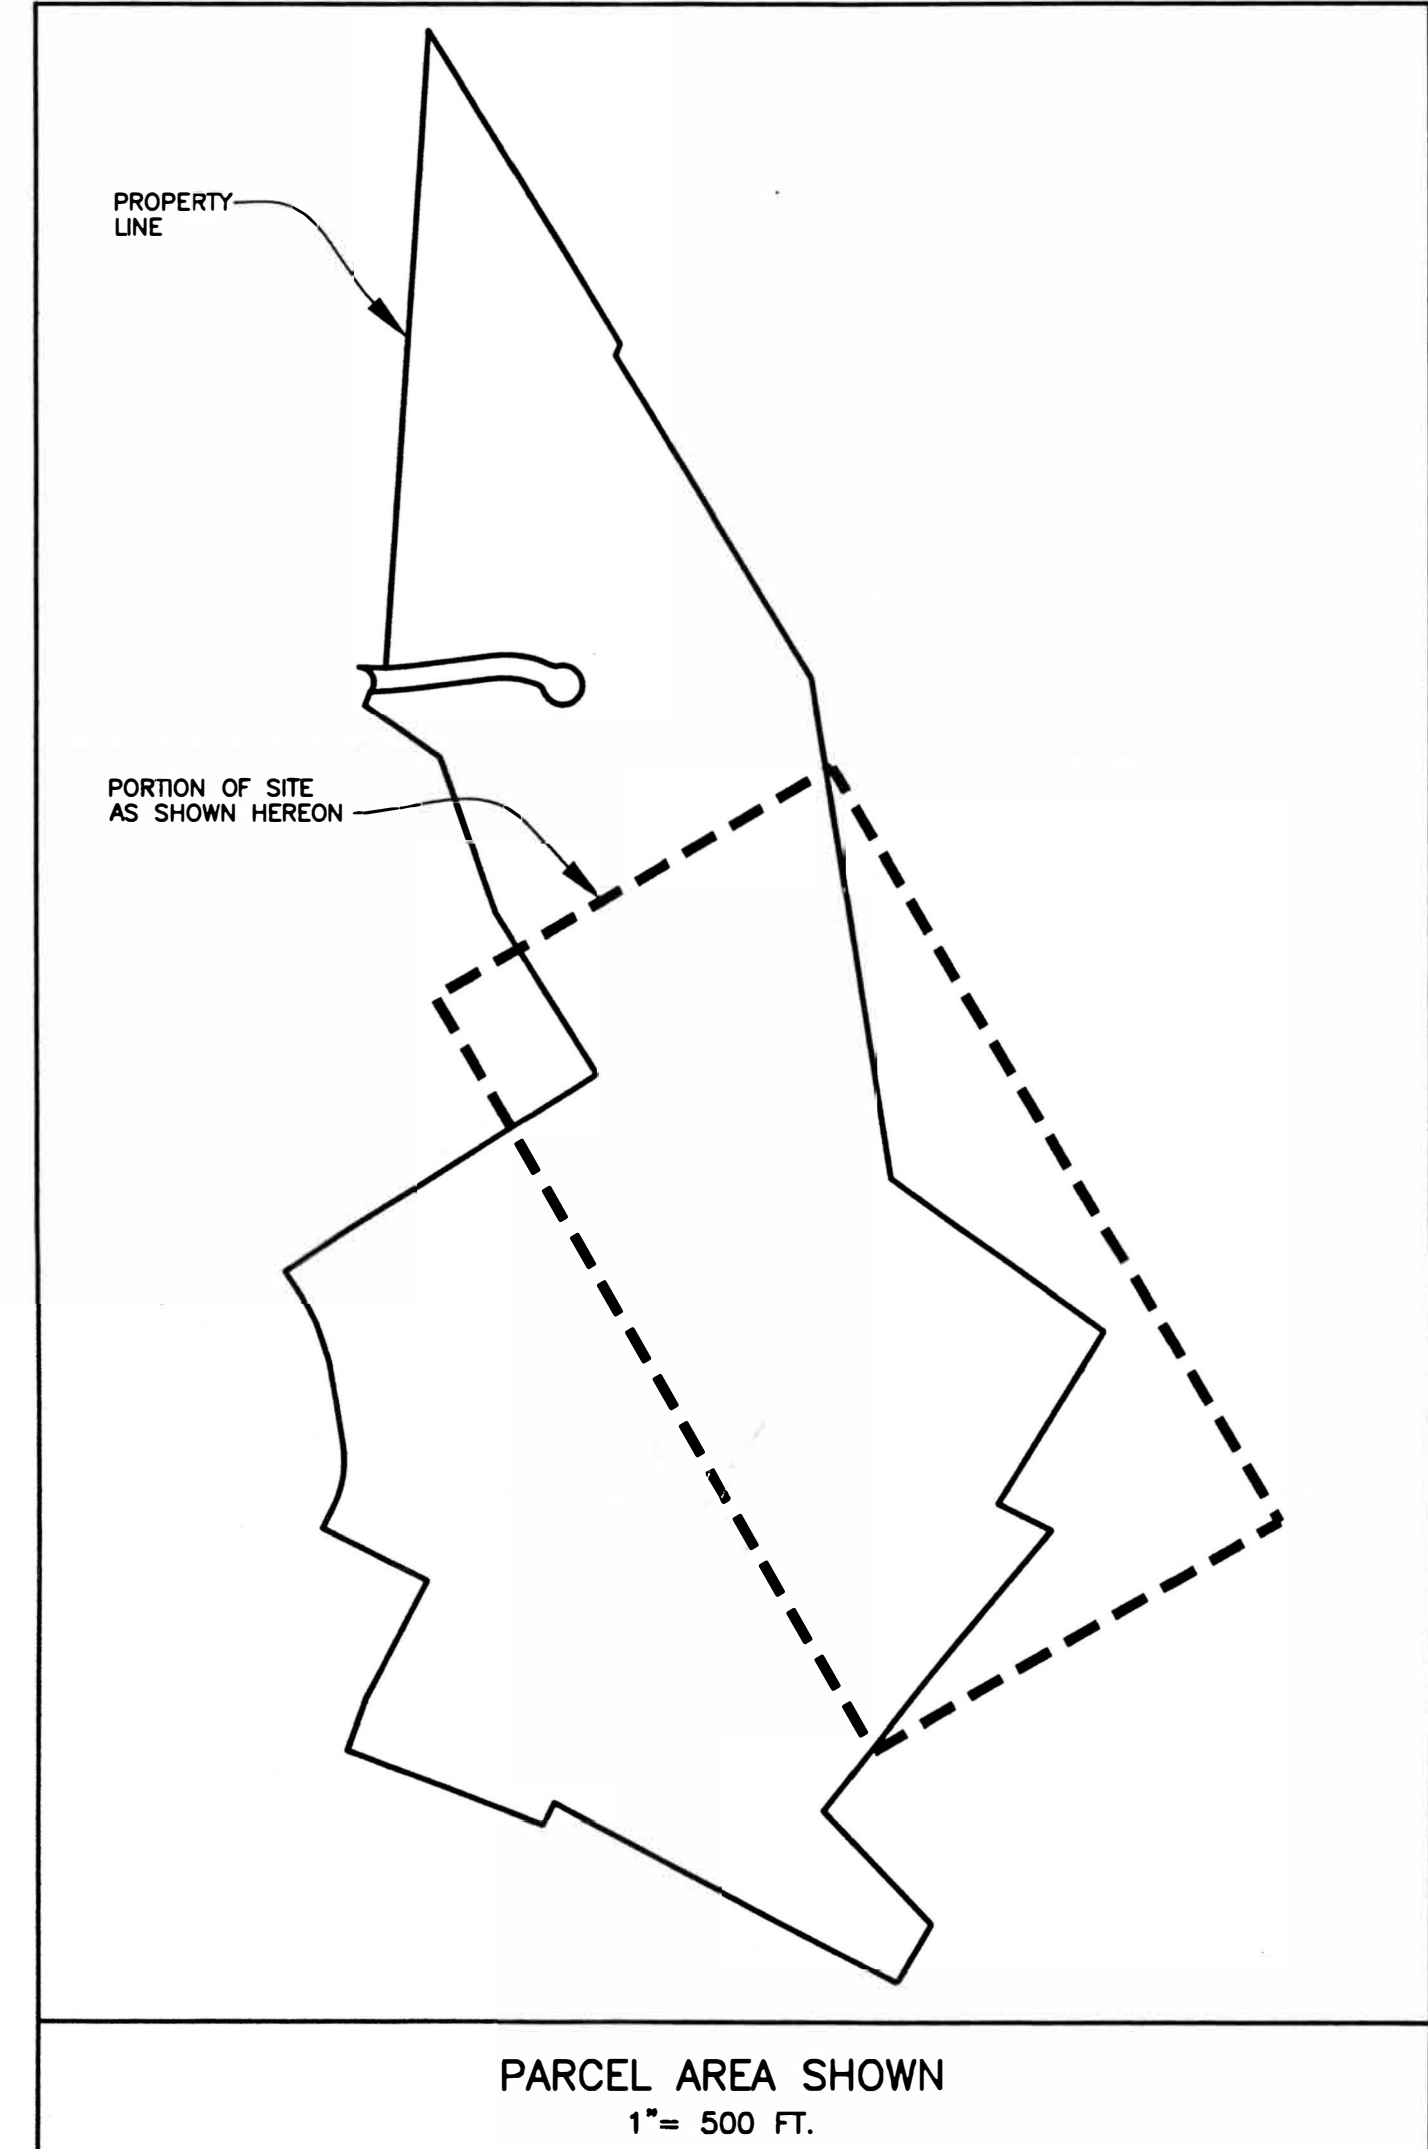 PROPERTY
LINE
PORTION OF SITE
AS SHOWN HEREON
PARCEL AREA SHOWN
1"= 500 FT.